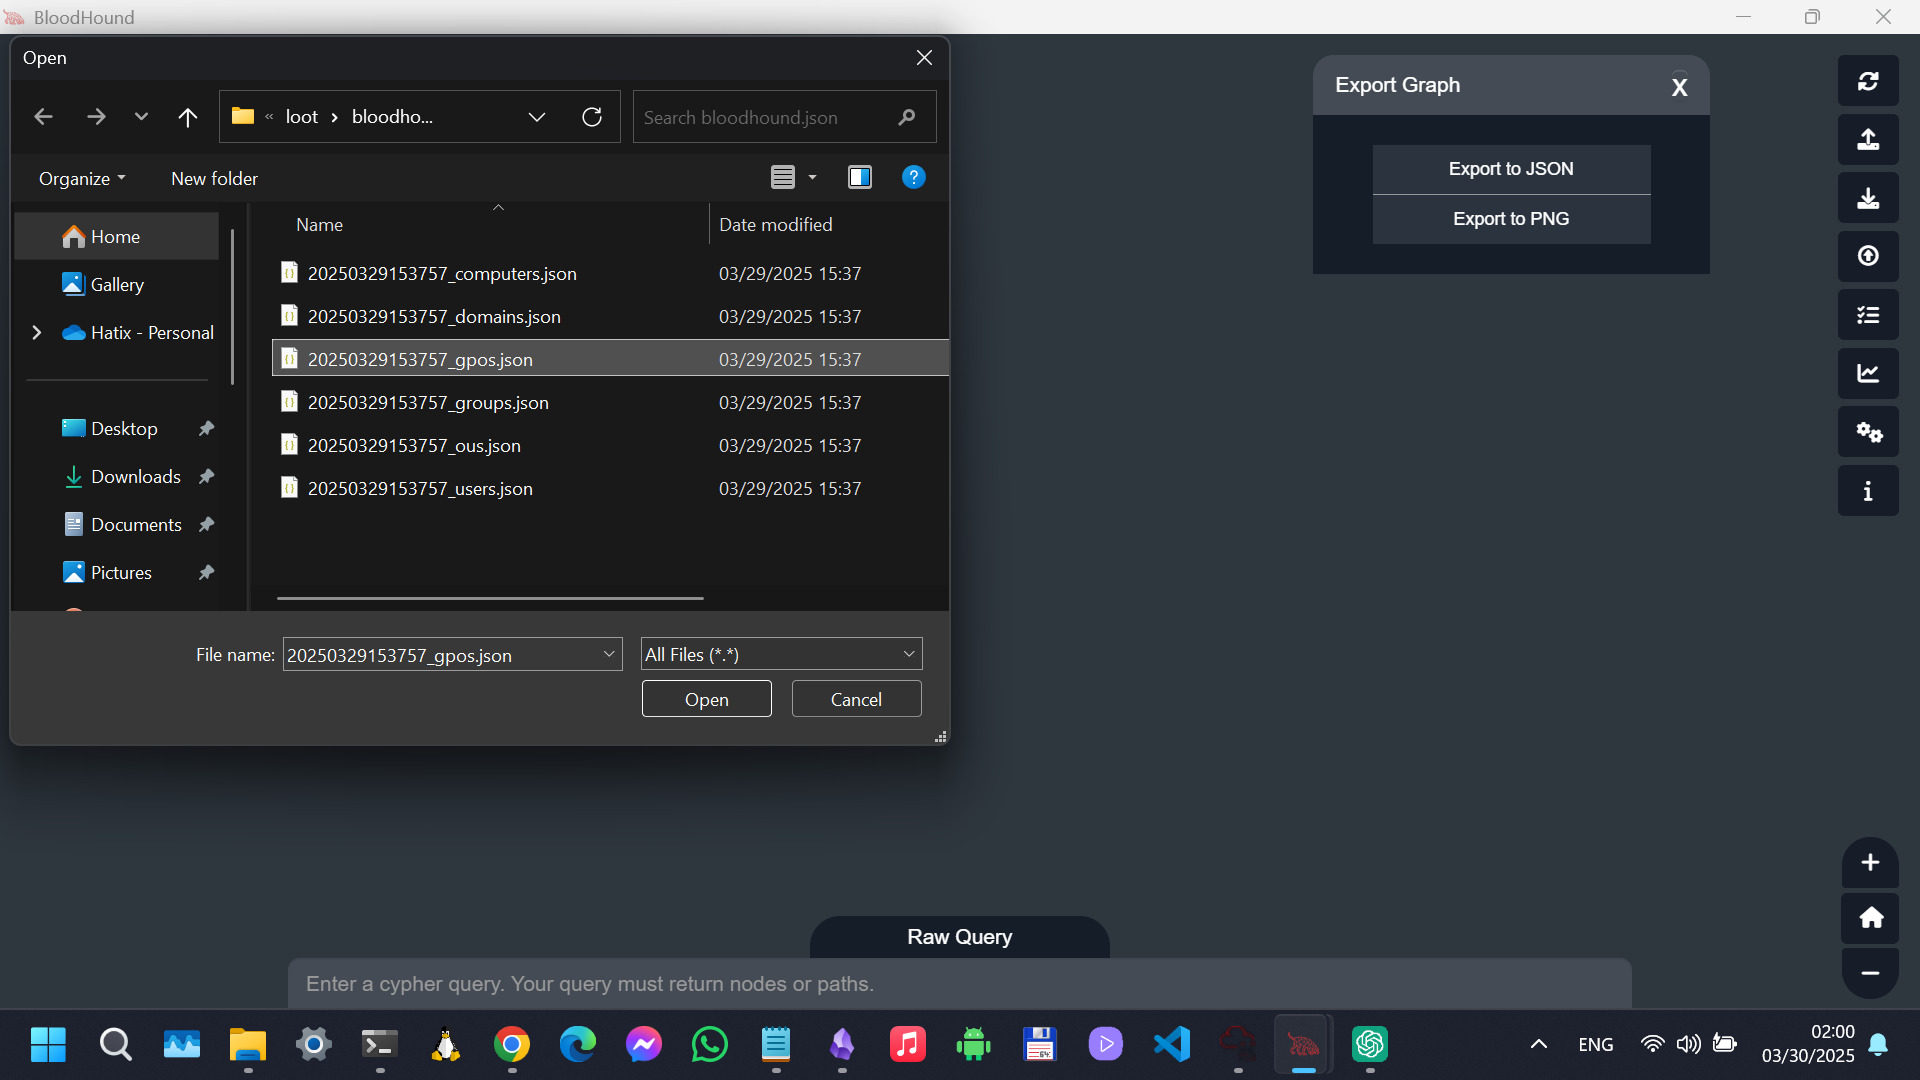 BloodHound
Open
loot
bloodho...
Search bloodhound.json
Organize
New folder
Home
Gallery
Hatix - Personal
Desktop
Downloads
Documents
Pictures
Name Date modified
20250329153757_computers.json 03/29/2025 15:37
20250329153757_domains.json 03/29/2025 15:37
20250329153757_gpos.json 03/29/2025 15:37
20250329153757_groups.json 03/29/2025 15:37
20250329153757_ous.json 03/29/2025 15:37
20250329153757_users.json 03/29/2025 15:37
File name: 20250329153757_gpos.json All Files (*.*)
Open Cancel
Export Graph X
Export to JSON
Export to PNG
Raw Query
Enter a cypher query. Your query must return nodes or paths.
64
ENG
02:00
03/30/2025